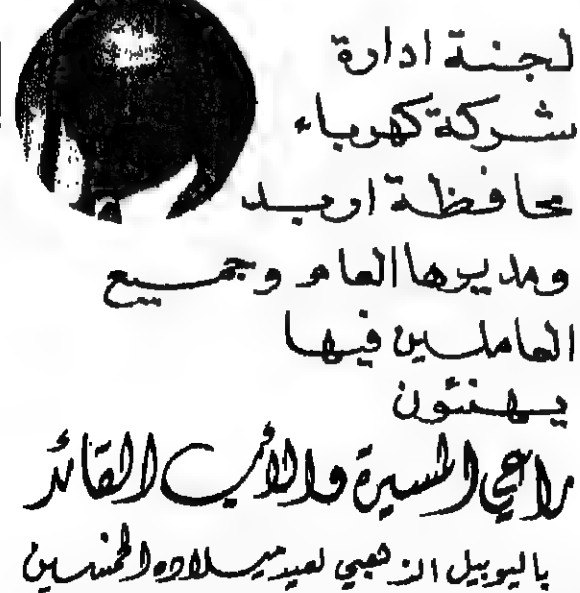 لجنة ادارة
شركة كهرباء
محافظة اربد
ومديرها العام وجميع
العاملين فيها
يهنئون
راعي المسيرة والأب القائد
باليوبيل الذهبي لعيد ميلاده الخمسين